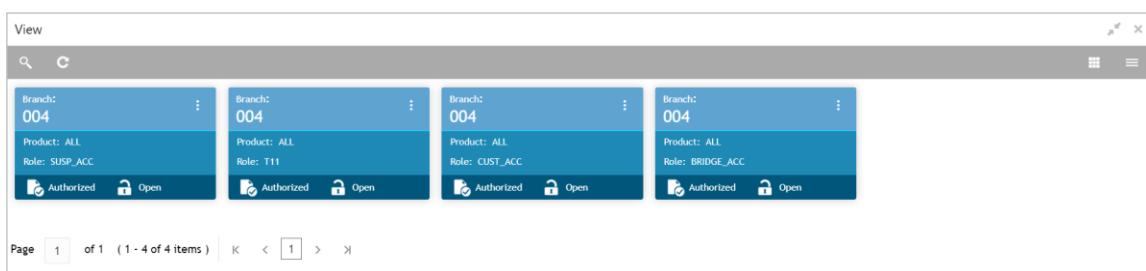 View
Branch: Branch: Branch: Branch:
004 004 004 004
Product: ALL Product: ALL Product: ALL Product: ALL
Role: SUSP_ACC Role: T11 Role: CUST_ACC Role: BRIDGE_ACC
Authorized Open Authorized Open Authorized Open Authorized Open
Page 1 of 1 (1 - 4 of 4 items) 1